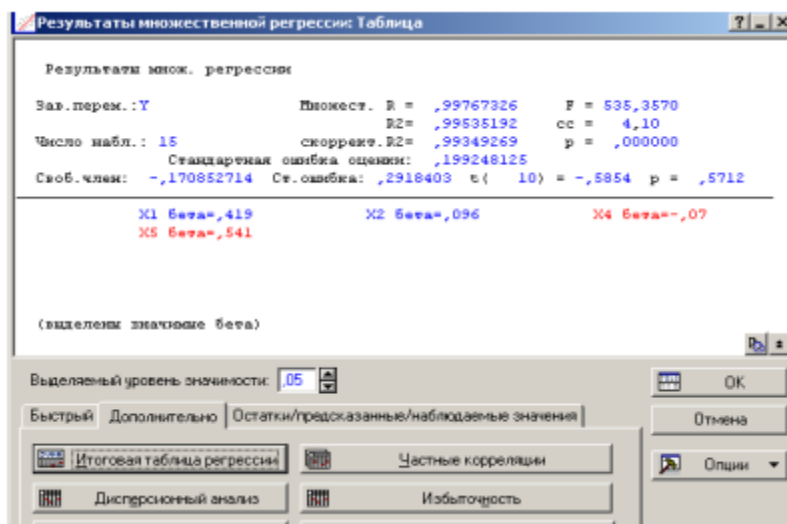 Результаты множественной регрессии: Таблица
Результаты множ. регрессии
Зав.перем.:Y Множест. R = ,99767326 F = 535,3570
R2= ,99535192 сс = 4,10
Число набл.: 15 скоррект.R2= ,99349269 p = ,000000
Стандартная ошибка оценки: ,199248125
Своб.член: -,170852714 Ст.ошибка: ,2918403 t( 10) = -,5854 p = ,5712
X1 бета=,419 X2 бета=,096 X4 бета=-,07
X5 бета=,541
(выделены значимые бета)
Выделяемый уровень значимости: ,05
OK
Быстрый Дополнительно Остатки/предсказанные/наблюдаемые значения
Отмена
Итоговая таблица регрессии Частные корреляции
Опции
Дисперсионный анализ Избыточность